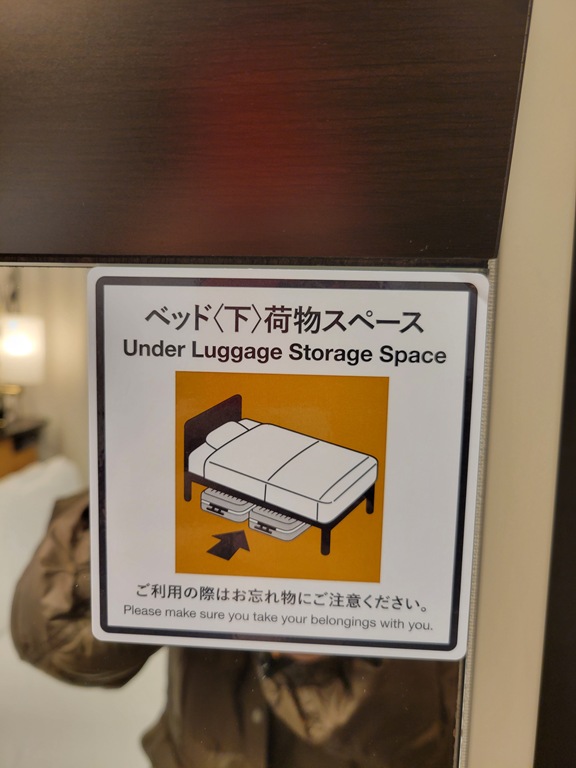 ベッド〈下〉荷物スペース
Under Luggage Storage Space
ご利用の際はお忘れ物にご注意ください。
Please make sure you take your belongings with you.